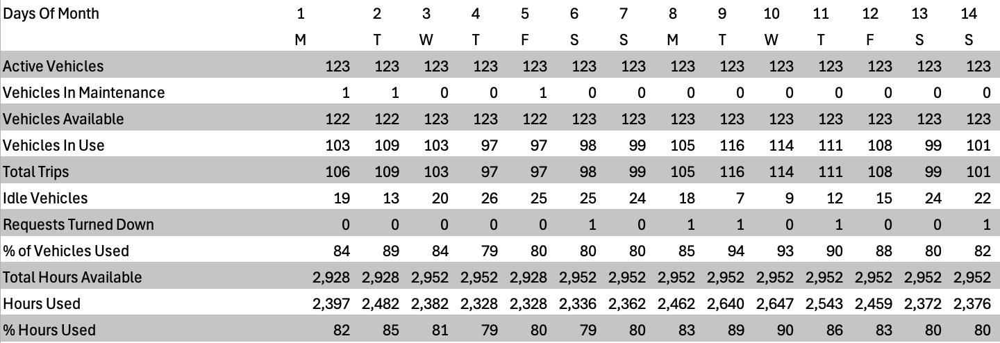 Days Of Month 1 2 3 4 5 6 7 8 9 10 11 12 13 14
M T W T F S S M T W T F S S
Active Vehicles 123 123 123 123 123 123 123 123 123 123 123 123 123 123
Vehicles In Maintenance 1 1 0 0 1 0 0 0 0 0 0 0 0 0
Vehicles Available 122 122 123 123 122 123 123 123 123 123 123 123 123 123
Vehicles In Use 103 109 103 97 97 98 99 105 116 114 111 108 99 101
Total Trips 106 109 103 97 97 98 99 105 116 114 111 108 99 101
Idle Vehicles 19 13 20 26 25 25 24 18 7 9 12 15 24 22
Requests Turned Down 0 0 0 0 0 1 0 1 1 0 1 0 0 1
% of Vehicles Used 84 89 84 79 80 80 80 85 94 93 90 88 80 82
Total Hours Available 2,928 2,928 2,952 2,952 2,928 2,952 2,952 2,952 2,952 2,952 2,952 2,952 2,952 2,952
Hours Used 2,397 2,482 2,382 2,328 2,328 2,336 2,362 2,462 2,640 2,647 2,543 2,459 2,372 2,376
% Hours Used 82 85 81 79 80 79 80 83 89 90 86 83 80 80